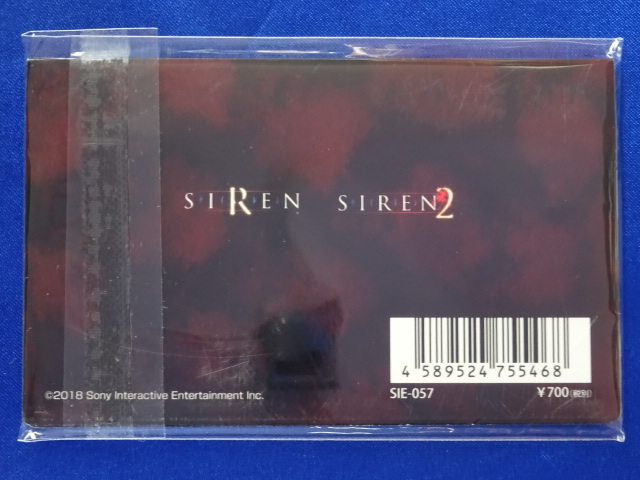 SIREN
SIREN2
4 589524 755468
SIE-057
¥700
©2018 Sony Interactive Entertainment Inc.